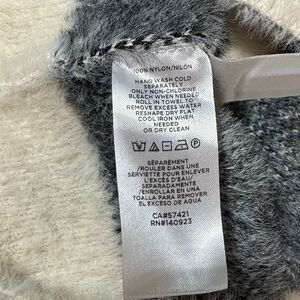 100% NYLON/NILÓN
HAND WASH COLD
SEPARATELY
ONLY NON-CHLORINE
BLEACH WHEN NEEDED
ROLL IN TOWEL TO
REMOVE EXCESS WATER
RESHAPE DRY FLAT
COOL IRON WHEN
NEEDED
OR DRY CLEAN
SÉPARÉMENT/
ROULER DANS UNE
SERVIETTE POUR ENLEVER
L'EXCÈS D'EAU/
SEPARADAMENTE
/ENROLLAR EN UNA
TOALLA PARA REMOVER
EL EXCESO DE AGUA
CA#57421
RN#140923